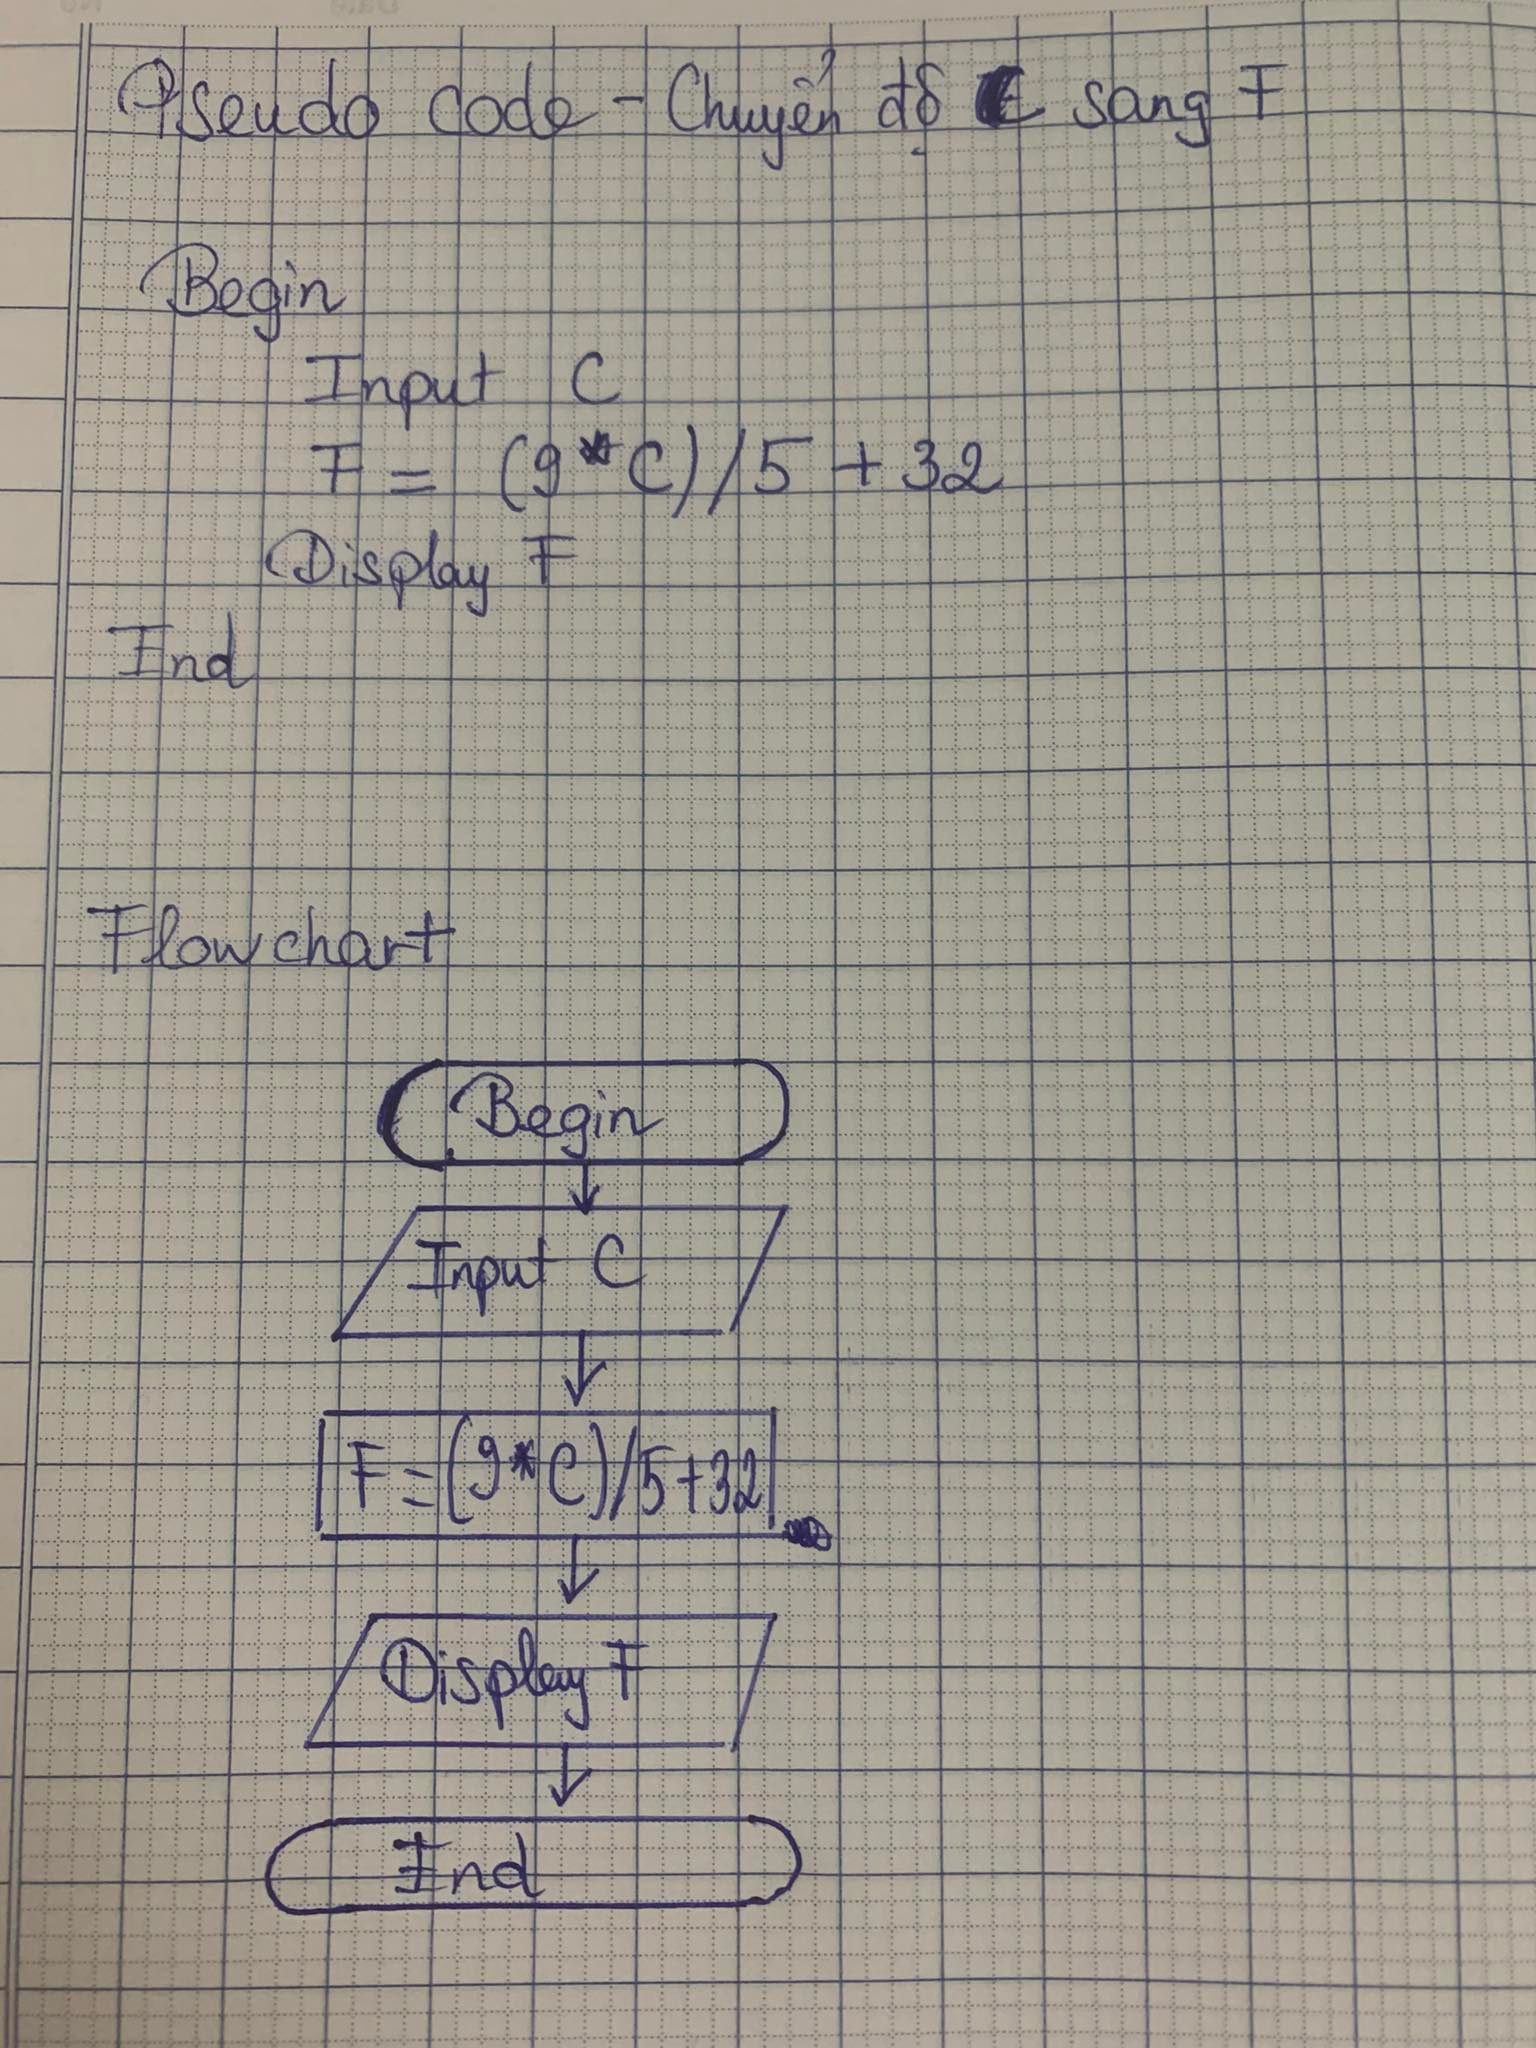 Pseudo code - Chuyển độ C sang F
Begin
Input C
F = (9*C)/5 + 32
Display F
End
Flowchart
Begin
Input C
F = (9*C)/5+32
Display F
End